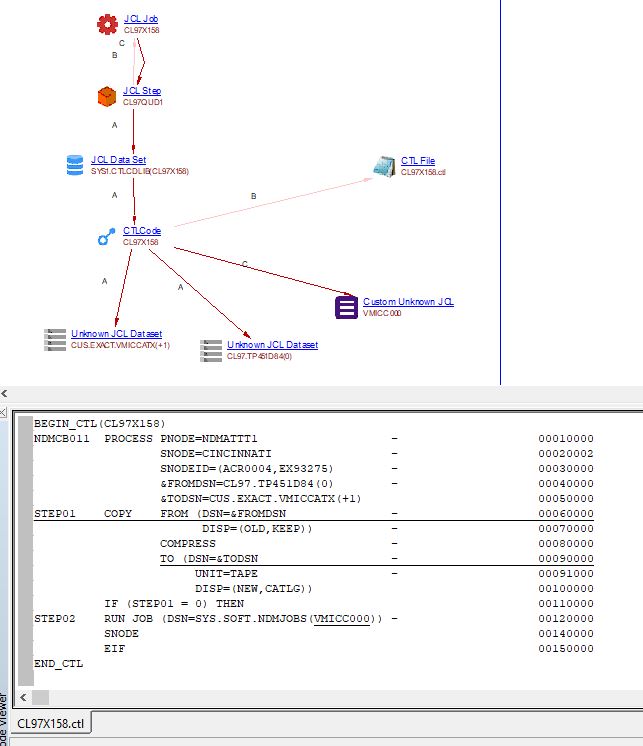 JCL Job
CL97X158
C
B
JCL Step
CL97QUD1
A
JCL Data Set
SYS1.CTLCDLIB(CL97X158)
CTL File
CL97X158.ctl
A
B
CTLCode
CL97X158
C
A
A
Custom Unknown JCL
VMICC000
Unknown JCL Dataset
CUS.EXACT.VMICCATX(+1)
Unknown JCL Dataset
CL97.TP451D84(0)
BEGIN_CTL(CL97X158)
NDMCB011 PROCESS PNODE=NDMATTT1 - 00010000
SNODE=CINCINNATI - 00020002
SNODEID=(ACR0004,EX93275) - 00030000
&FROMDSN=CL97.TP451D84(0) - 00040000
&TODSN=CUS.EXACT.VMICCATX(+1) 00050000
STEP01 COPY FROM (DSN=&FROMDSN - 00060000
DISP=(OLD,KEEP)) - 00070000
COMPRESS - 00080000
TO (DSN=&TODSN - 00090000
UNIT=TAPE - 00091000
DISP=(NEW,CATLG)) 00100000
IF (STEP01 = 0) THEN 00110000
STEP02 RUN JOB (DSN=SYS.SOFT.NDMJOBS(VMICC000)) - 00120000
SNODE 00140000
EIF 00150000
END_CTL
CL97X158.ctl